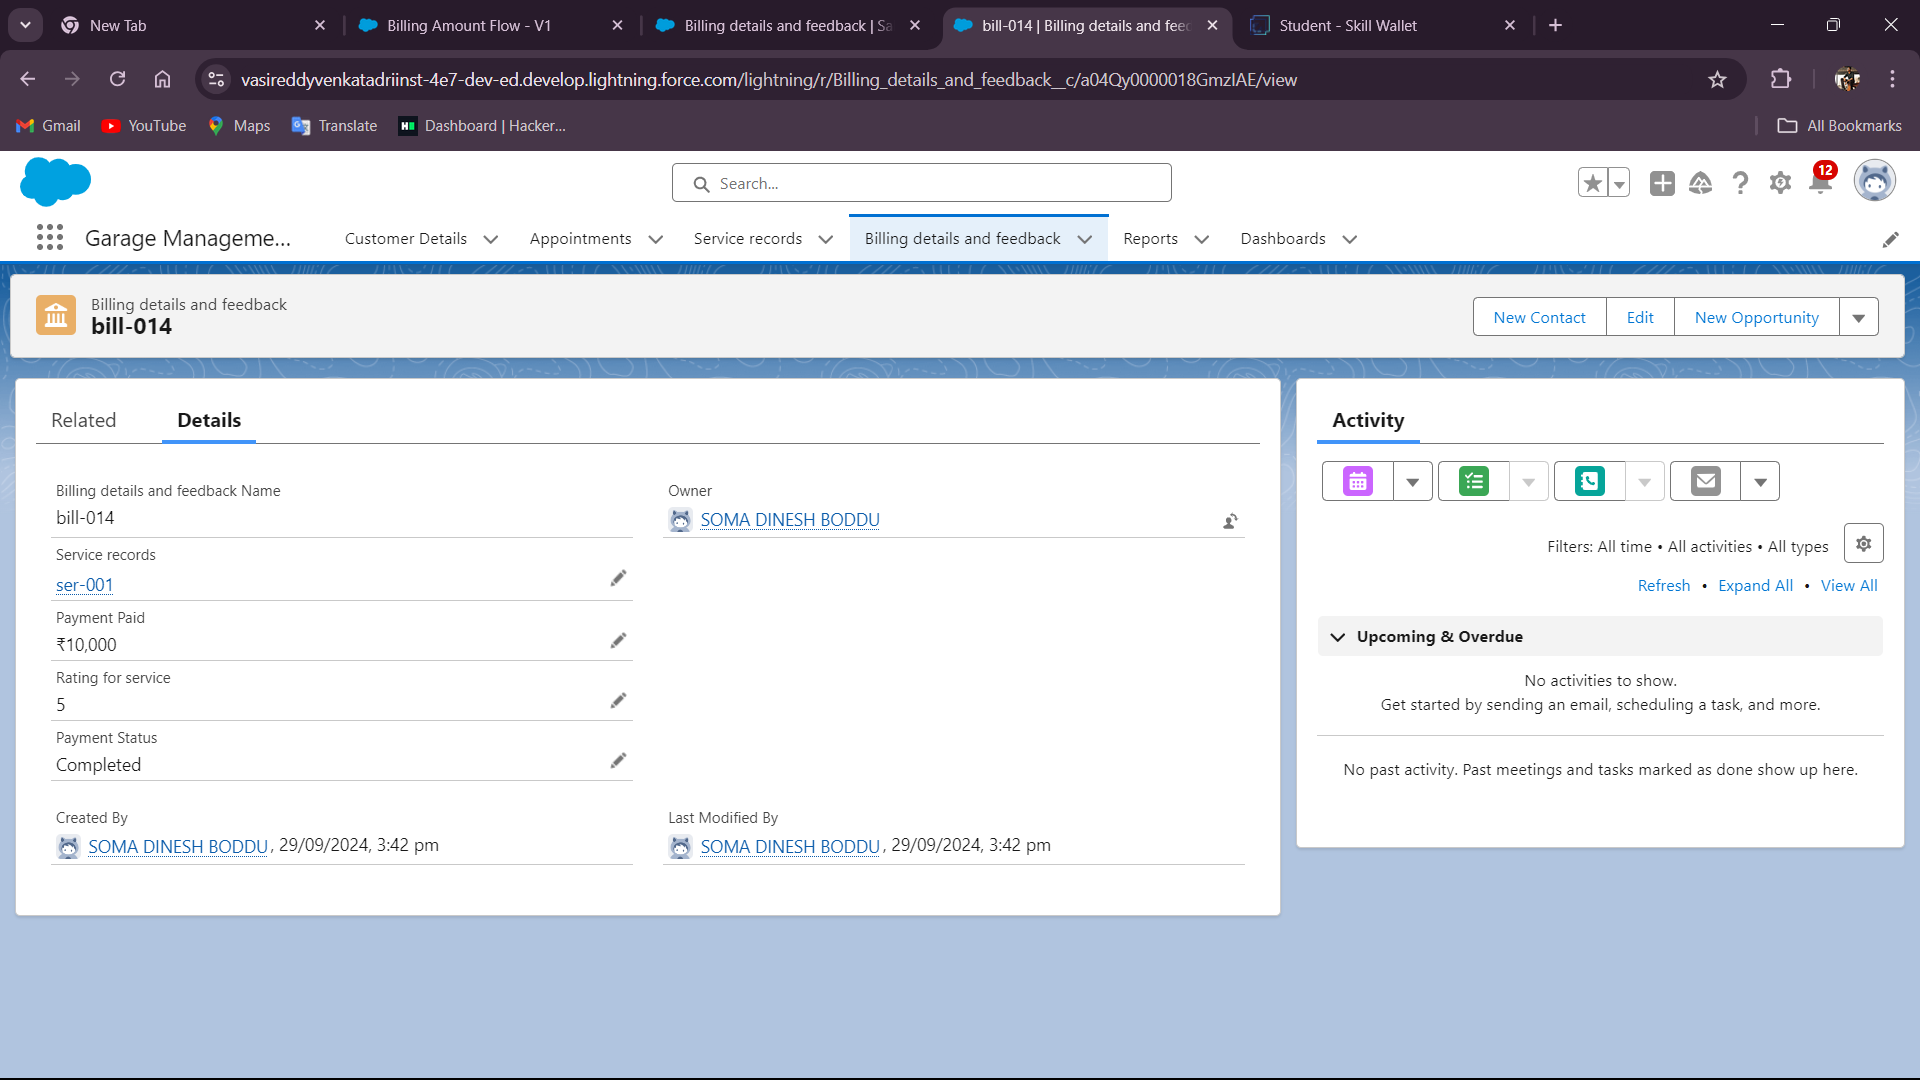 New Tab
Billing Amount Flow - V1
Billing details and feedback | Sa
bill-014 | Billing details and feed
Student - Skill Wallet
vasireddyvenkatadriinst-4e7-dev-ed.develop.lightning.force.com/lightning/r/Billing_details_and_feedback__c/a04Qy0000018GmzIAE/view
Gmail
YouTube
Maps
Translate
Dashboard | Hacker...
All Bookmarks
Search...
12
Garage Manageme...
Customer Details
Appointments
Service records
Billing details and feedback
Reports
Dashboards
Billing details and feedback
bill-014
New Contact
Edit
New Opportunity
Related
Details
Billing details and feedback Name
bill-014
Service records
ser-001
Payment Paid
₹10,000
Rating for service
5
Payment Status
Completed
Created By
SOMA DINESH BODDU, 29/09/2024, 3:42 pm
Owner
SOMA DINESH BODDU
Last Modified By
SOMA DINESH BODDU, 29/09/2024, 3:42 pm
Activity
Filters: All time • All activities • All types
Refresh • Expand All • View All
Upcoming & Overdue
No activities to show.
Get started by sending an email, scheduling a task, and more.
No past activity. Past meetings and tasks marked as done show up here.